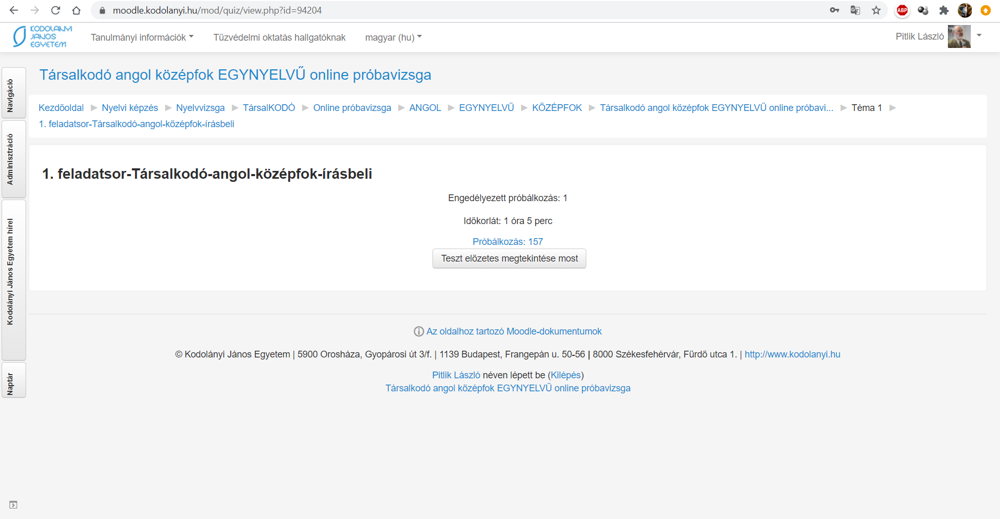 moodle.kodolanyi.hu/mod/quiz/view.php?id=94204
ABP
KODOLÁNYI
JÁNOS
EGYETEM
Tanulmányi információk
Tűzvédelmi oktatás hallgatóknak
magyar (hu)
Pitlik László
Navigáció
Adminisztráció
Kodolányi János Egyetem hírei
Naptár
Társalkodó angol középfok EGYNYELVŰ online próbavizsga
Kezdőoldal ► Nyelvi képzés ► Nyelvvizsga ► TársalKODÓ ► Online próbavizsga ► ANGOL ► EGYNYELVŰ ► KÖZÉPFOK ► Társalkodó angol középfok EGYNYELVŰ online próbavi... ► Téma 1 ►
1. feladatsor-Társalkodó-angol-középfok-írásbeli
1. feladatsor-Társalkodó-angol-középfok-írásbeli
Engedélyezett próbálkozás: 1
Időkorlát: 1 óra 5 perc
Próbálkozás: 157
Teszt előzetes megtekintése most
Az oldalhoz tartozó Moodle-dokumentumok
© Kodolányi János Egyetem | 5900 Orosháza, Gyopárosi út 3/f. | 1139 Budapest, Frangepán u. 50-56 | 8000 Székesfehérvár, Fürdő utca 1. | http://www.kodolanyi.hu
Pitlik László néven lépett be (Kilépés)
Társalkodó angol középfok EGYNYELVŰ online próbavizsga